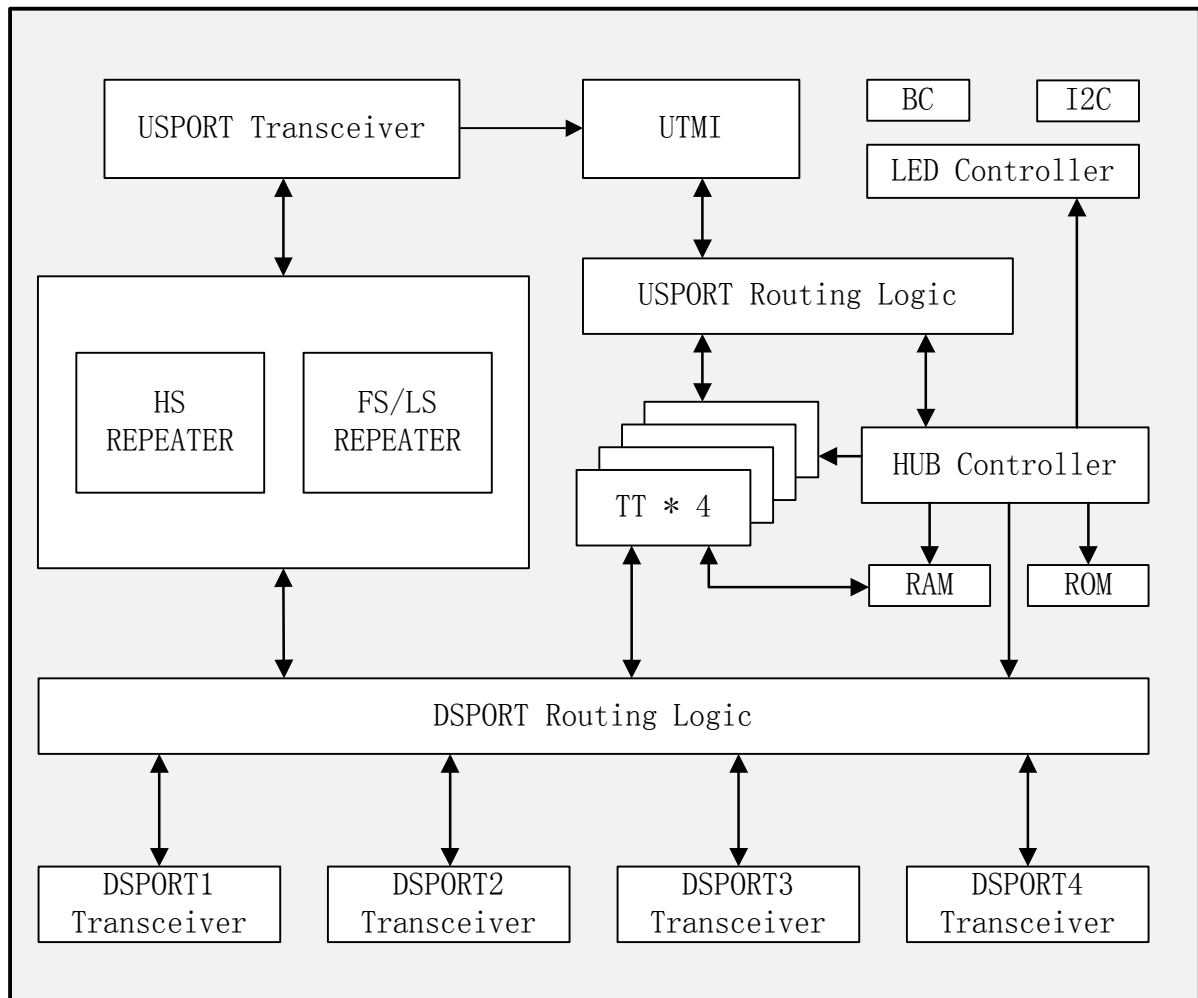 USPORT Transceiver
UTMI
BC
I2C
LED Controller
USPORT Routing Logic
HS
REPEATER
FS/LS
REPEATER
HUB Controller
TT * 4
RAM
ROM
DSPORT Routing Logic
DSPORT1
Transceiver
DSPORT2
Transceiver
DSPORT3
Transceiver
DSPORT4
Transceiver